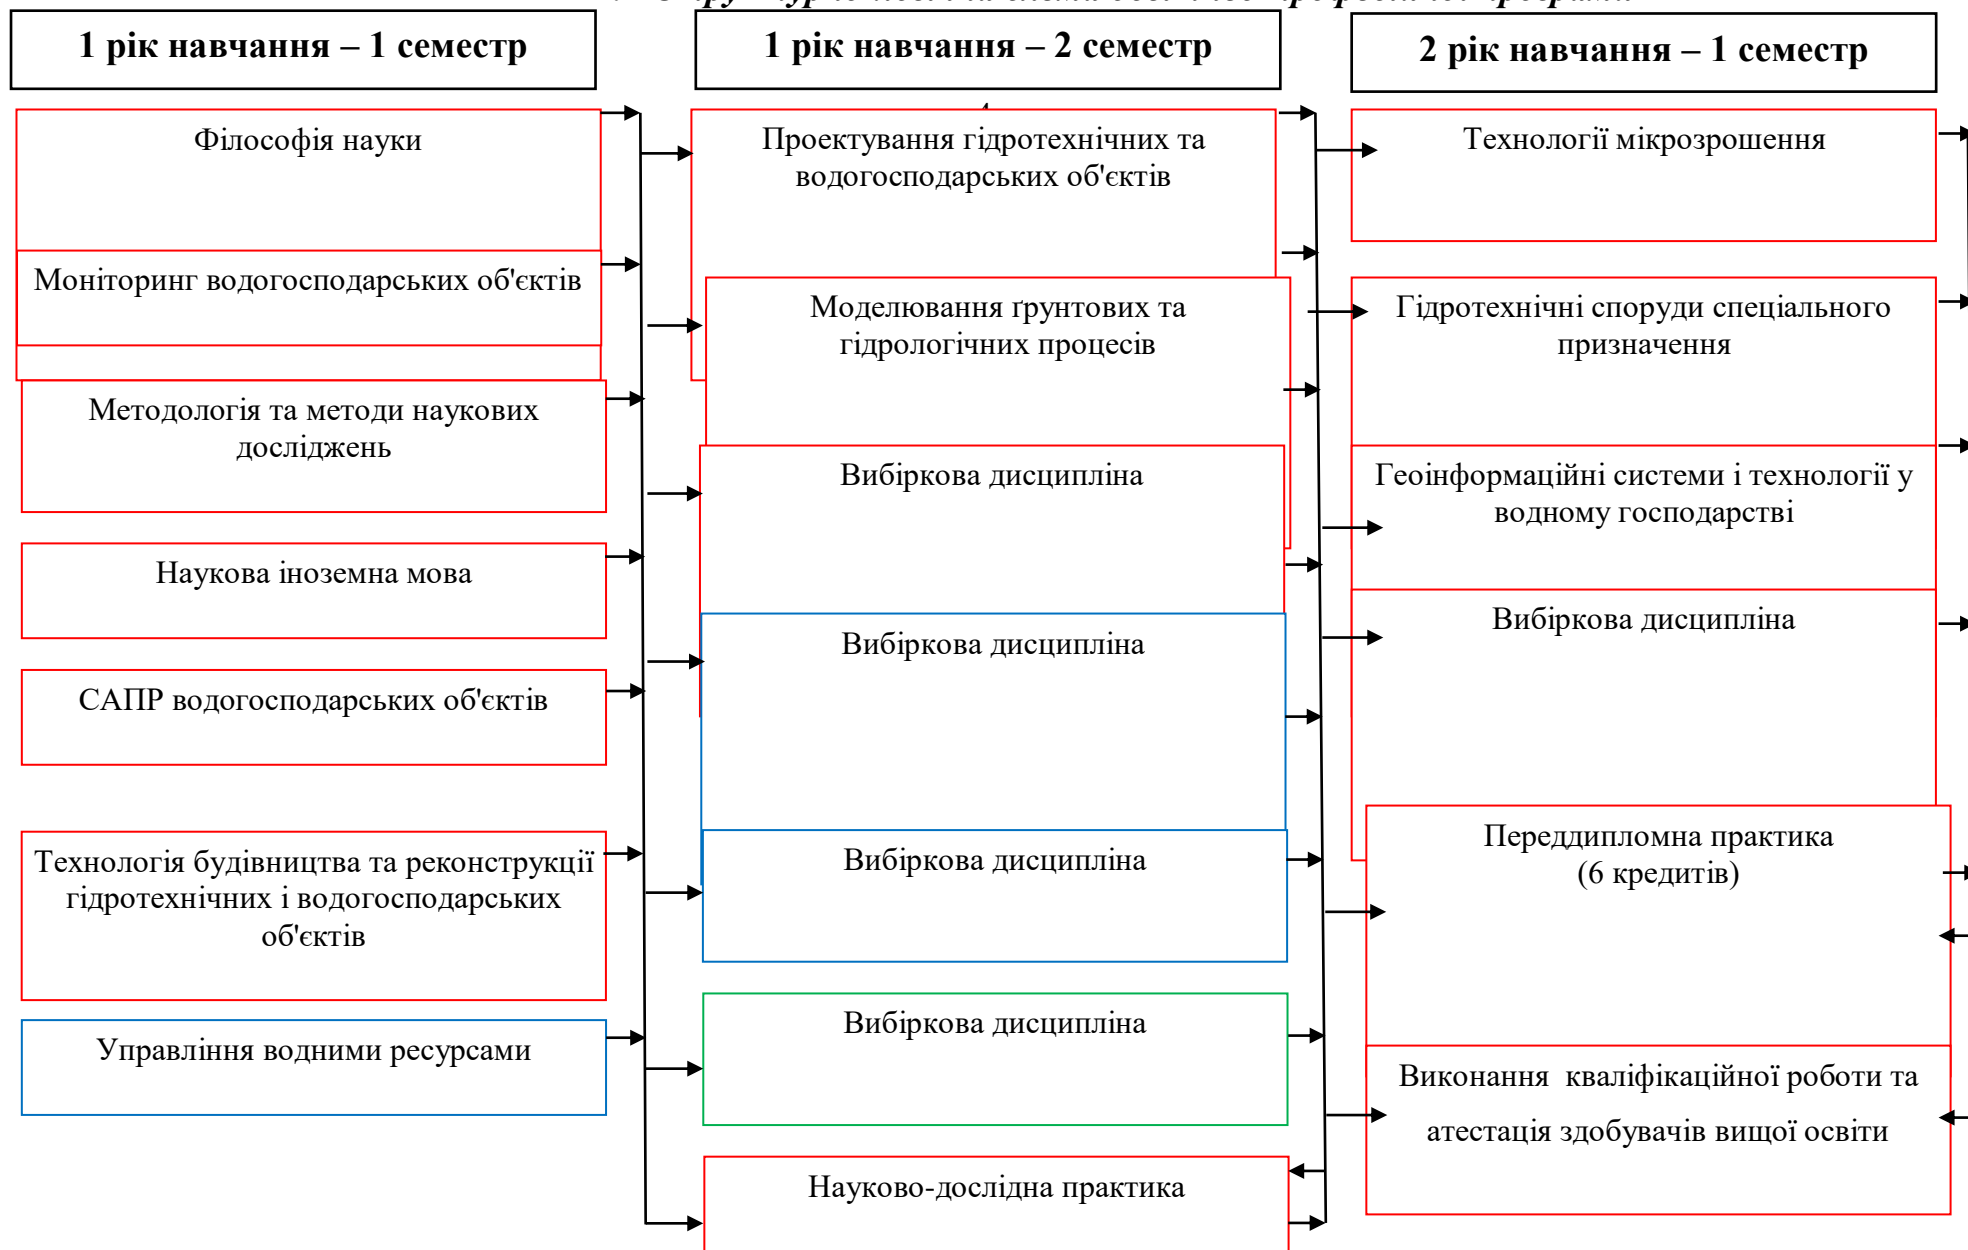 1 рік навчання – 1 семестр
1 рік навчання – 2 семестр
2 рік навчання – 1 семестр
Філософія науки
Моніторинг водогосподарських об'єктів
Методологія та методи наукових
досліджень
Наукова іноземна мова
САПР водогосподарських об'єктів
Технологія будівництва та реконструкції
гідротехнічних і водогосподарських
об'єктів
Управління водними ресурсами
Проектування гідротехнічних та
водогосподарських об'єктів
Моделювання ґрунтових та
гідрологічних процесів
Вибіркова дисципліна
Вибіркова дисципліна
Вибіркова дисципліна
Вибіркова дисципліна
Науково-дослідна практика
Технології мікрозрошення
Гідротехнічні споруди спеціального
призначення
Геоінформаційні системи і технології у
водному господарстві
Вибіркова дисципліна
Переддипломна практика
(6 кредитів)
Виконання кваліфікаційної роботи та
атестація здобувачів вищої освіти